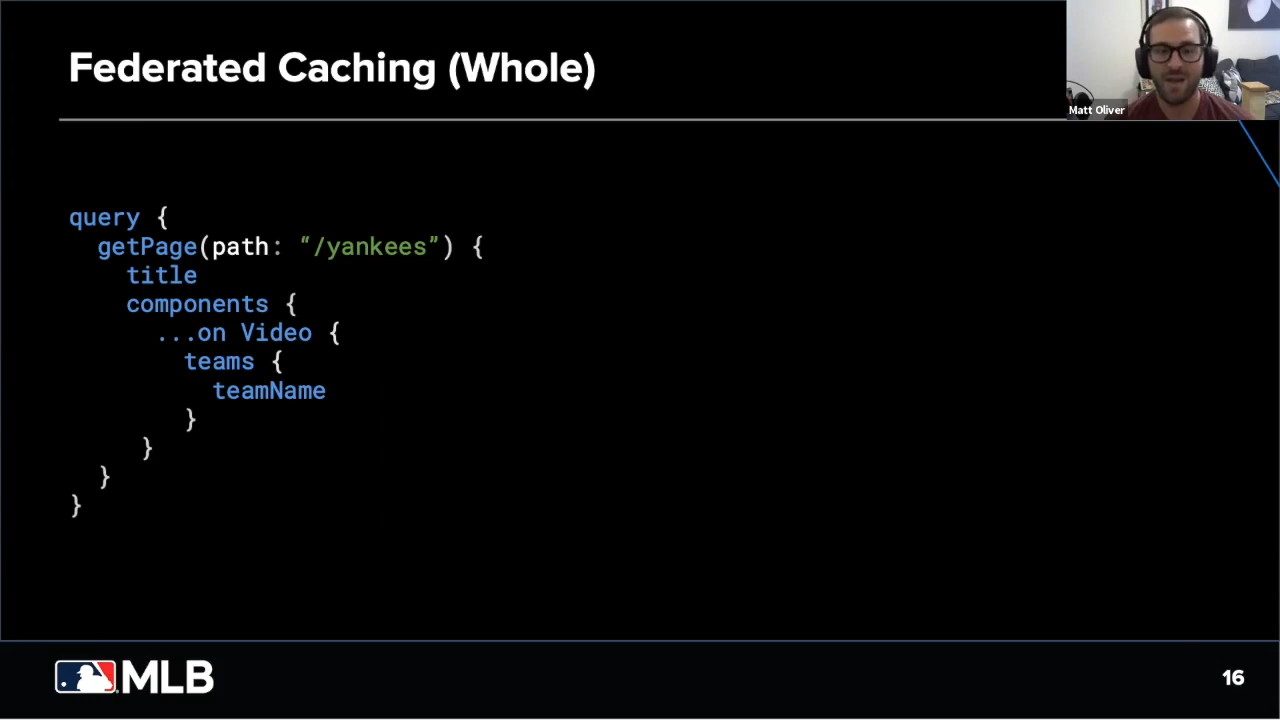 Federated Caching (Whole)
Matt Oliver
query {
  getPage(path: “/yankees”) {
    title
    components {
      ...on Video {
        teams {
          teamName
        }
     }
  }
}
MLB
16